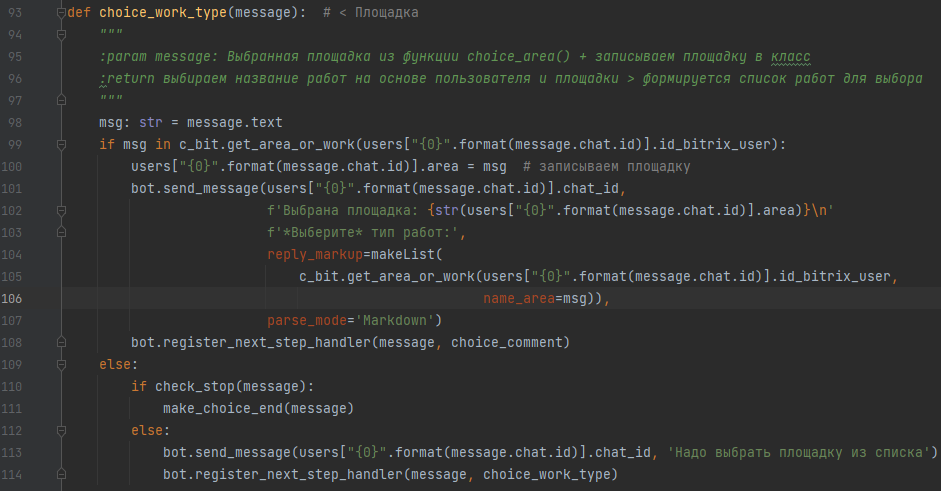 93 def choice_work_type(message):  # < Площадка
94     """
95     :param message: Выбранная площадка из функции choice_area() + записываем площадку в класс
96     :return выбираем название работ на основе пользователя и площадки > формируется список работ для выбора
97     """
98     msg: str = message.text
99     if msg in c_bit.get_area_or_work(users["{0}".format(message.chat.id)].id_bitrix_user):
100         users["{0}".format(message.chat.id)].area = msg  # записываем площадку
101         bot.send_message(users["{0}".format(message.chat.id)].chat_id,
102                          f'Выбрана площадка: {str(users["{0}".format(message.chat.id)].area)}\n'
103                          f'*Выберите* тип работ:',
104                          reply_markup=makeList(
105                              c_bit.get_area_or_work(users["{0}".format(message.chat.id)].id_bitrix_user,
106                                                     name_area=msg)),
107                          parse_mode='Markdown')
108         bot.register_next_step_handler(message, choice_comment)
109     else:
110         if check_stop(message):
111             make_choice_end(message)
112         else:
113             bot.send_message(users["{0}".format(message.chat.id)].chat_id, 'Надо выбрать площадку из списка')
114             bot.register_next_step_handler(message, choice_work_type)